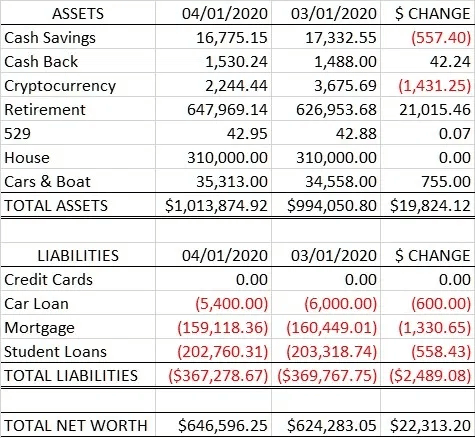 ASSETS 04/01/2020 03/01/2020 $ CHANGE
Cash Savings 16,775.15 17,332.55 (557.40)
Cash Back 1,530.24 1,488.00 42.24
Cryptocurrency 2,244.44 3,675.69 (1,431.25)
Retirement 647,969.14 626,953.68 21,015.46
529 42.95 42.88 0.07
House 310,000.00 310,000.00 0.00
Cars & Boat 35,313.00 34,558.00 755.00
TOTAL ASSETS $1,013,874.92 $994,050.80 $19,824.12
LIABILITIES 04/01/2020 03/01/2020 $ CHANGE
Credit Cards 0.00 0.00 0.00
Car Loan (5,400.00) (6,000.00) (600.00)
Mortgage (159,118.36) (160,449.01) (1,330.65)
Student Loans (202,760.31) (203,318.74) (558.43)
TOTAL LIABILITIES ($367,278.67) ($369,767.75) ($2,489.08)
TOTAL NET WORTH $646,596.25 $624,283.05 $22,313.20